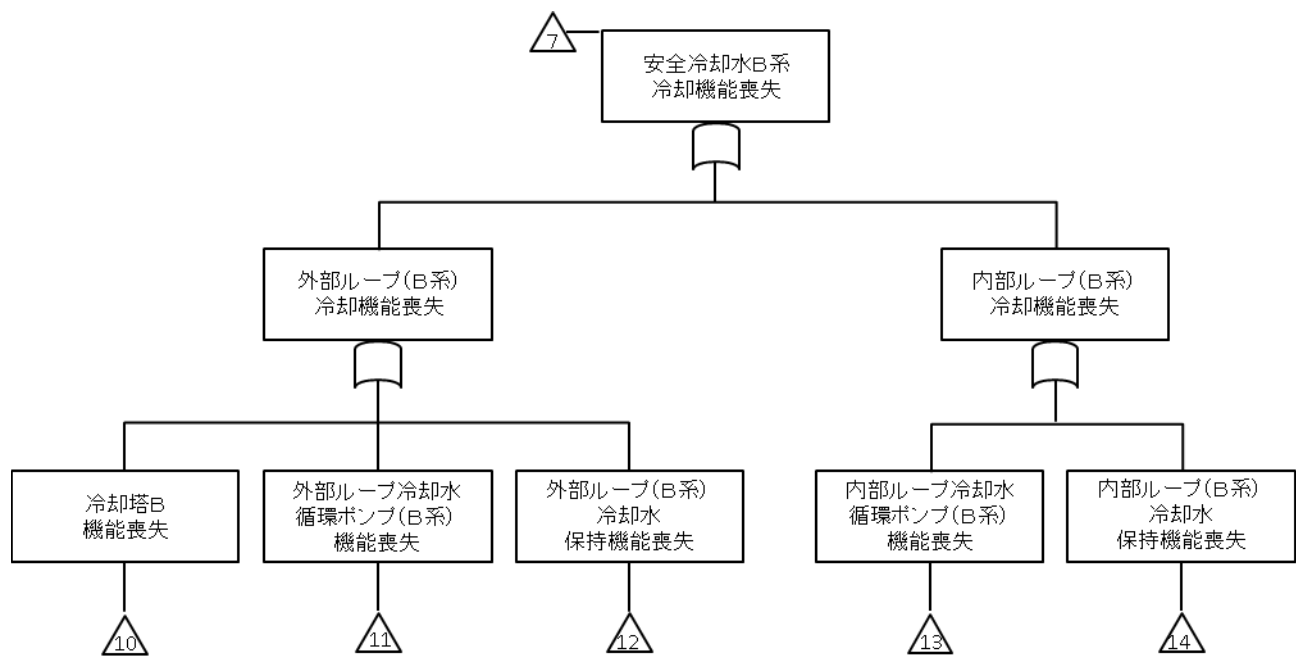 7
安全冷却水B系
冷却機能喪失
外部ループ(B系)
冷却機能喪失
内部ループ(B系)
冷却機能喪失
冷却塔B
機能喪失
外部ループ冷却水
循環ポンプ(B系)
機能喪失
外部ループ(B系)
冷却水
保持機能喪失
内部ループ冷却水
循環ポンプ(B系)
機能喪失
内部ループ(B系)
冷却水
保持機能喪失
10
11
12
13
14